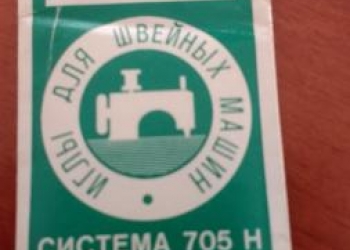 ИГЛЫ ДЛЯ ШВЕЙНЫХ МАШИН
СИСТЕМА 705 Н